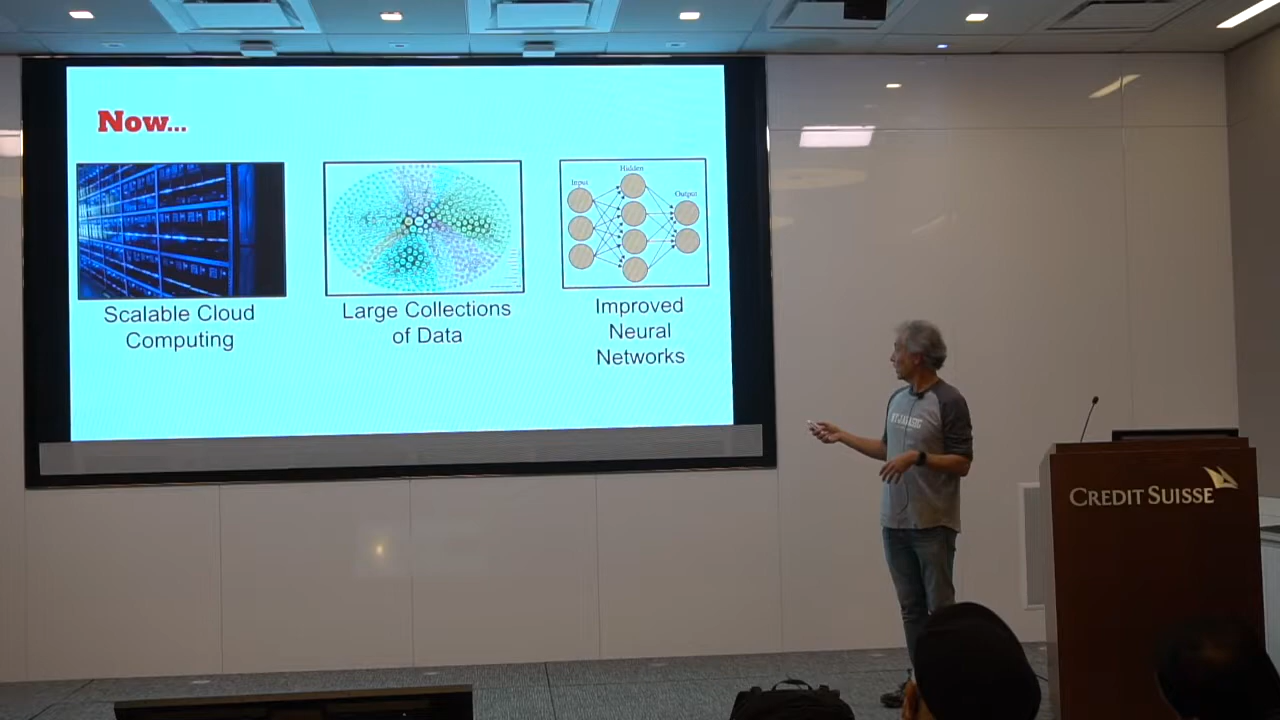 Now...
Input
Hidden
Output
Scalable Cloud
Computing
Large Collections
of Data
Improved
Neural
Networks
CREDIT SUISSE